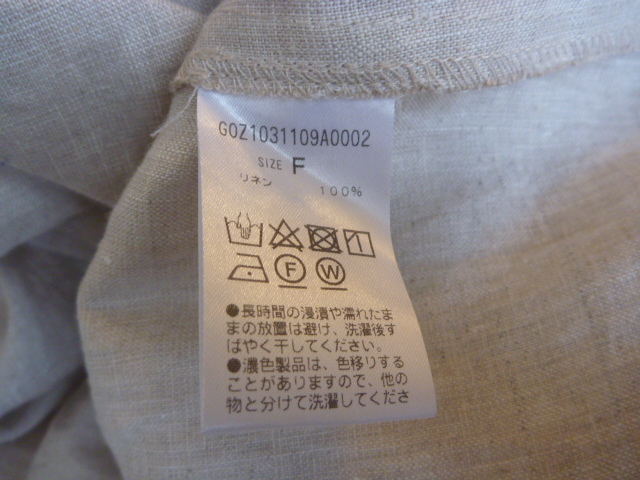 G0Z1031109A0002
SIZE F
リネン 100%
F W
●長時間の浸漬や濡れたま
まの放置は避け、洗濯後す
ばやく干してください。
●濃色製品は、色移りする
ことがありますので、他の
物と分けて洗濯してくださ